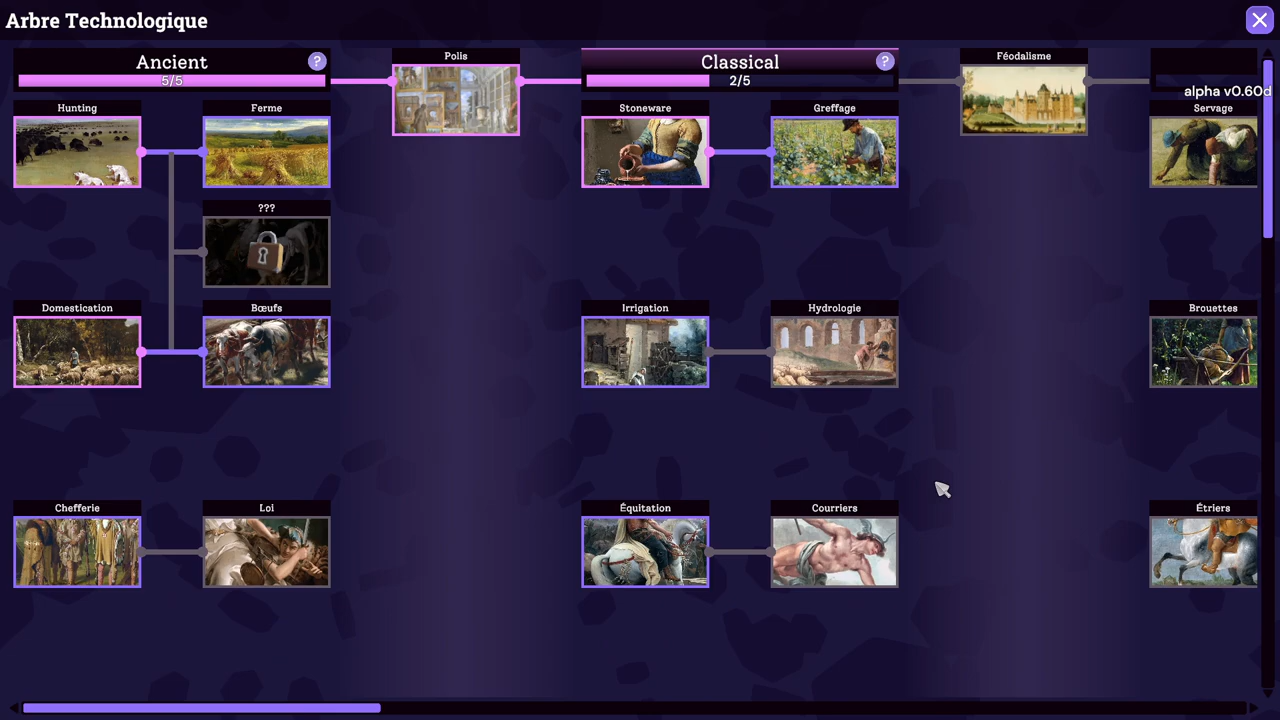 Arbre Technologique
Ancient
?
5/5
Polis
Classical
?
2/5
Féodalisme
alpha v0.60d
Hunting
Ferme
Stoneware
Greffage
Servage
???
Domestication
Bœufs
Irrigation
Hydrologie
Brouettes
Chefferie
Loi
Équitation
Courriers
Étriers